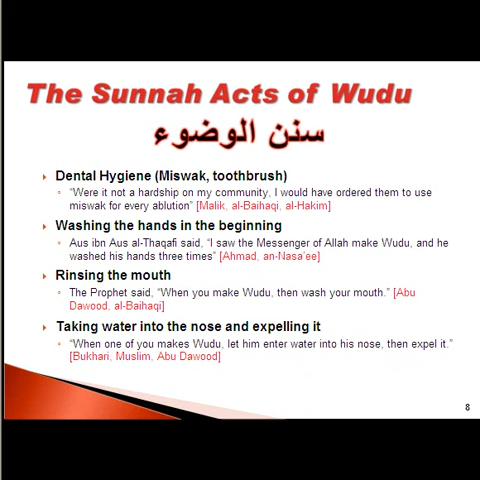 The Sunnah Acts of Wudu
سنن الوضوء
Dental Hygiene (Miswak, toothbrush)
“Were it not a hardship on my community, I would have ordered them to use
miswak for every ablution” [Malik, al-Baihaqi, al-Hakim]
Washing the hands in the beginning
Aus ibn Aus al-Thaqafi said, “I saw the Messenger of Allah make Wudu, and he
washed his hands three times” [Ahmad, an-Nasa’ee]
Rinsing the mouth
The Prophet said, “When you make Wudu, then wash your mouth.” [Abu
Dawood, al-Baihaqi]
Taking water into the nose and expelling it
“When one of you makes Wudu, let him enter water into his nose, then expel it.”
[Bukhari, Muslim, Abu Dawood]
8